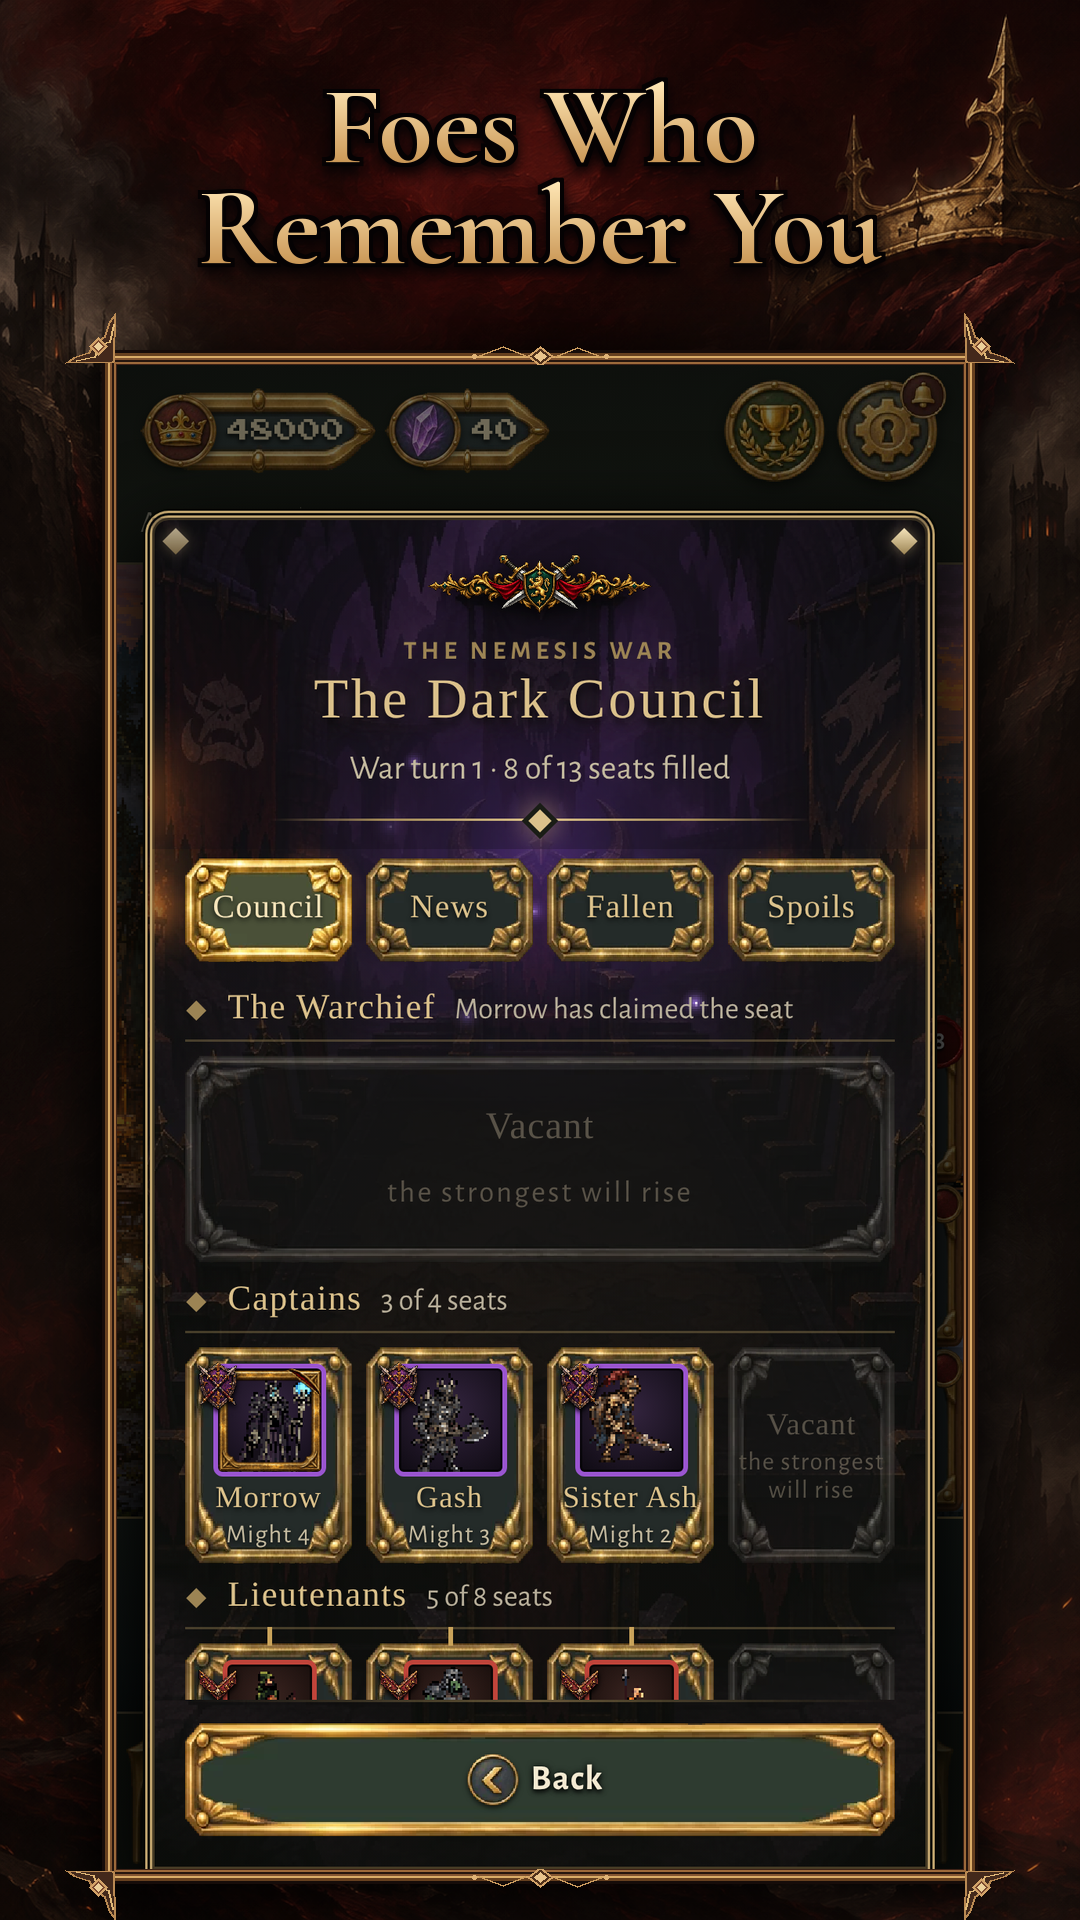 Foes Who
Remember You
48000
40
THE NEMESIS WAR
The Dark Council
War turn 1 · 8 of 13 seats filled
Council
News
Fallen
Spoils
The Warchief Morrow has claimed the seat
3
Vacant
the strongest will rise
Captains 3 of 4 seats
Morrow
Might 4
Gash
Might 3
Sister Ash
Might 2
Vacant
the strongest
will rise
Lieutenants 5 of 8 seats
Back